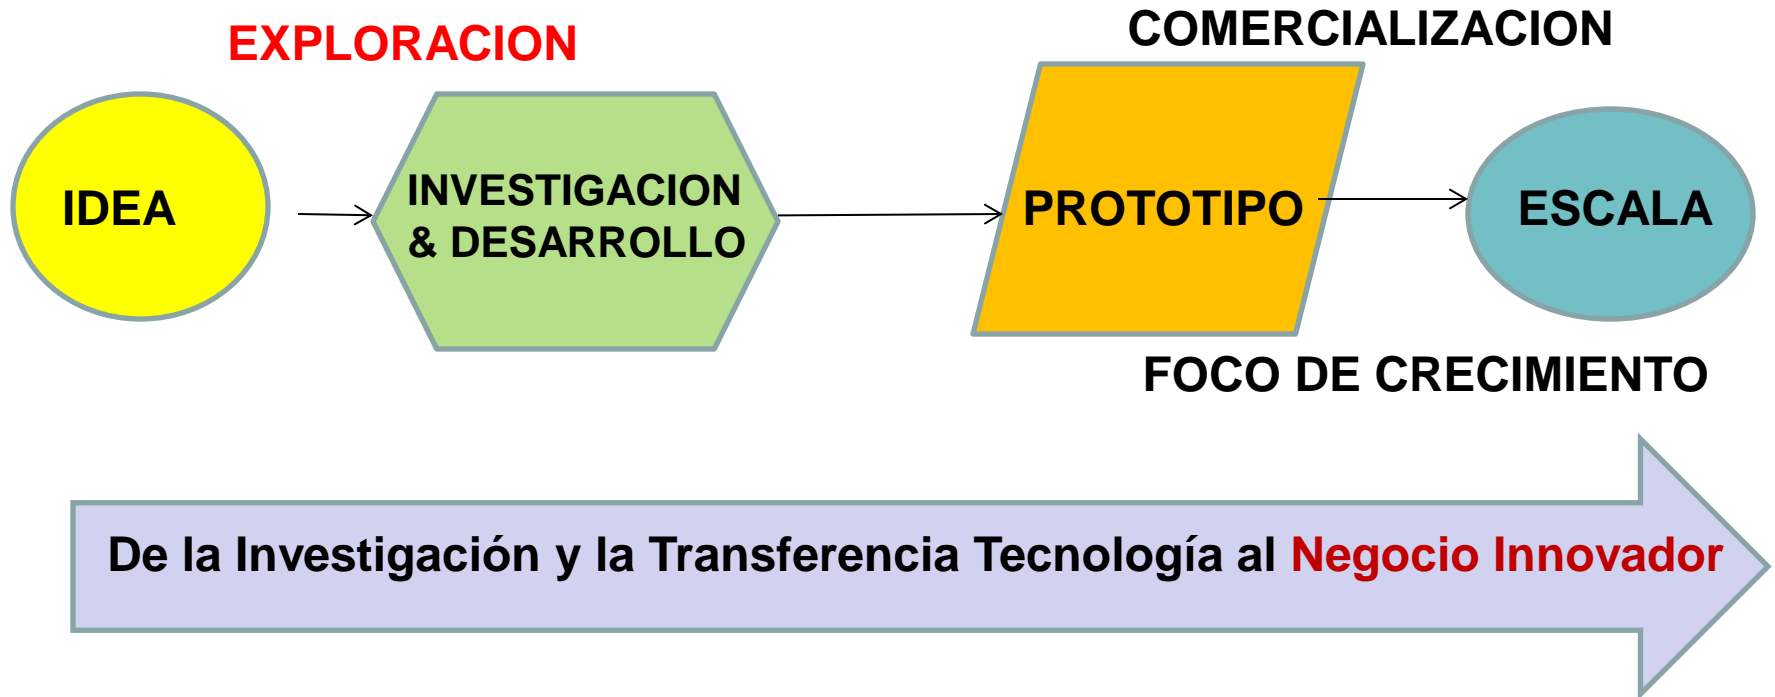 EXPLORACION
COMERCIALIZACION
IDEA
INVESTIGACION
& DESARROLLO
PROTOTIPO
ESCALA
FOCO DE CRECIMIENTO
De la Investigación y la Transferencia Tecnología al Negocio Innovador